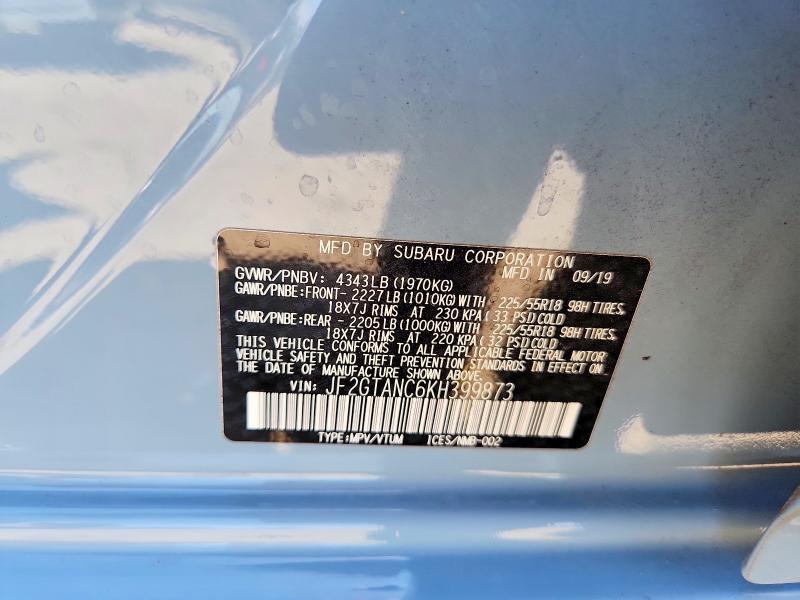 MFD BY SUBARU CORPORATION
MFD IN 09/19
GVWR/PNBV: 4343LB (1970KG)
GAWR/PNBE:FRONT- 2227LB (1010KG) WITH - 225/55R18 98H TIRES,
18X7J RIMS AT 230 KPA ( 33 PSD COLD
GAWR/PNBE:REAR - 2205LB (1000KG) WITH - 225/55R18 98H TIRES,
18X7J RIMS AT 220 KPA ( 32 PSD COLD
THIS VEHICLE CONFORMS TO ALL APPLICABLE FEDERAL MOTOR
VEHICLE SAFETY AND THEFT PREVENTION STANDARDS IN EFFECT ON
THE DATE OF MANUFACTURE SHOWN ABOVE.
VIN: JF2GTANC6KH399873
TYPE:MPV/VTUM ICES/NMB-002